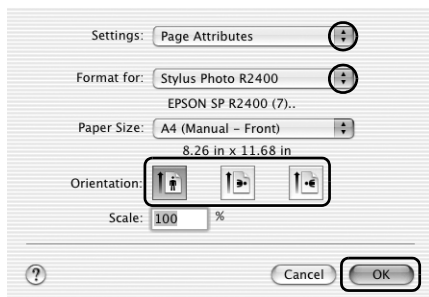 Settings: Page Attributes
Format for: Stylus Photo R2400
EPSON SP R2400 (7)..
Paper Size: A4 (Manual – Front)
8.26 in x 11.68 in
Orientation:
Scale: 100 %
? Cancel OK